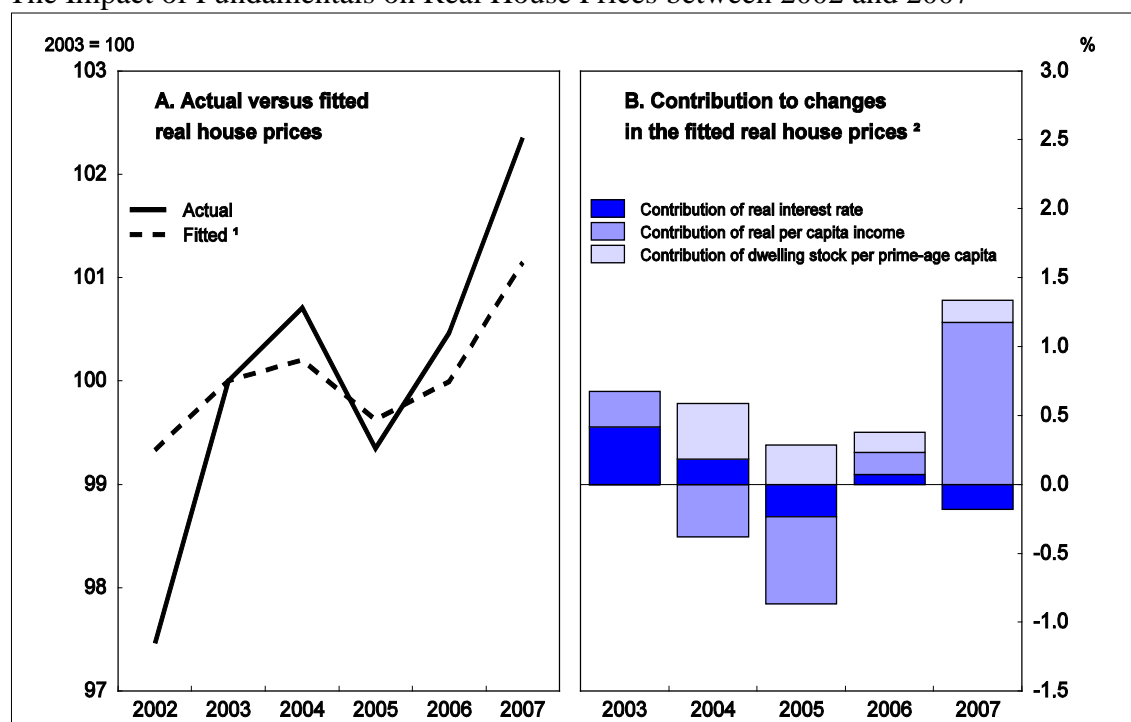 The Impact of Fundamentals on Real House Prices between 2002 and 2007
2003 = 100
103
102
101
100
99
98
97
A. Actual versus fitted
real house prices
Actual
Fitted ¹
2002 2003 2004 2005 2006 2007
%
3.0
2.5
2.0
1.5
1.0
0.5
0.0
-0.5
-1.0
-1.5
B. Contribution to changes
in the fitted real house prices ²
Contribution of real interest rate
Contribution of real per capita income
Contribution of dwelling stock per prime-age capita
2003 2004 2005 2006 2007